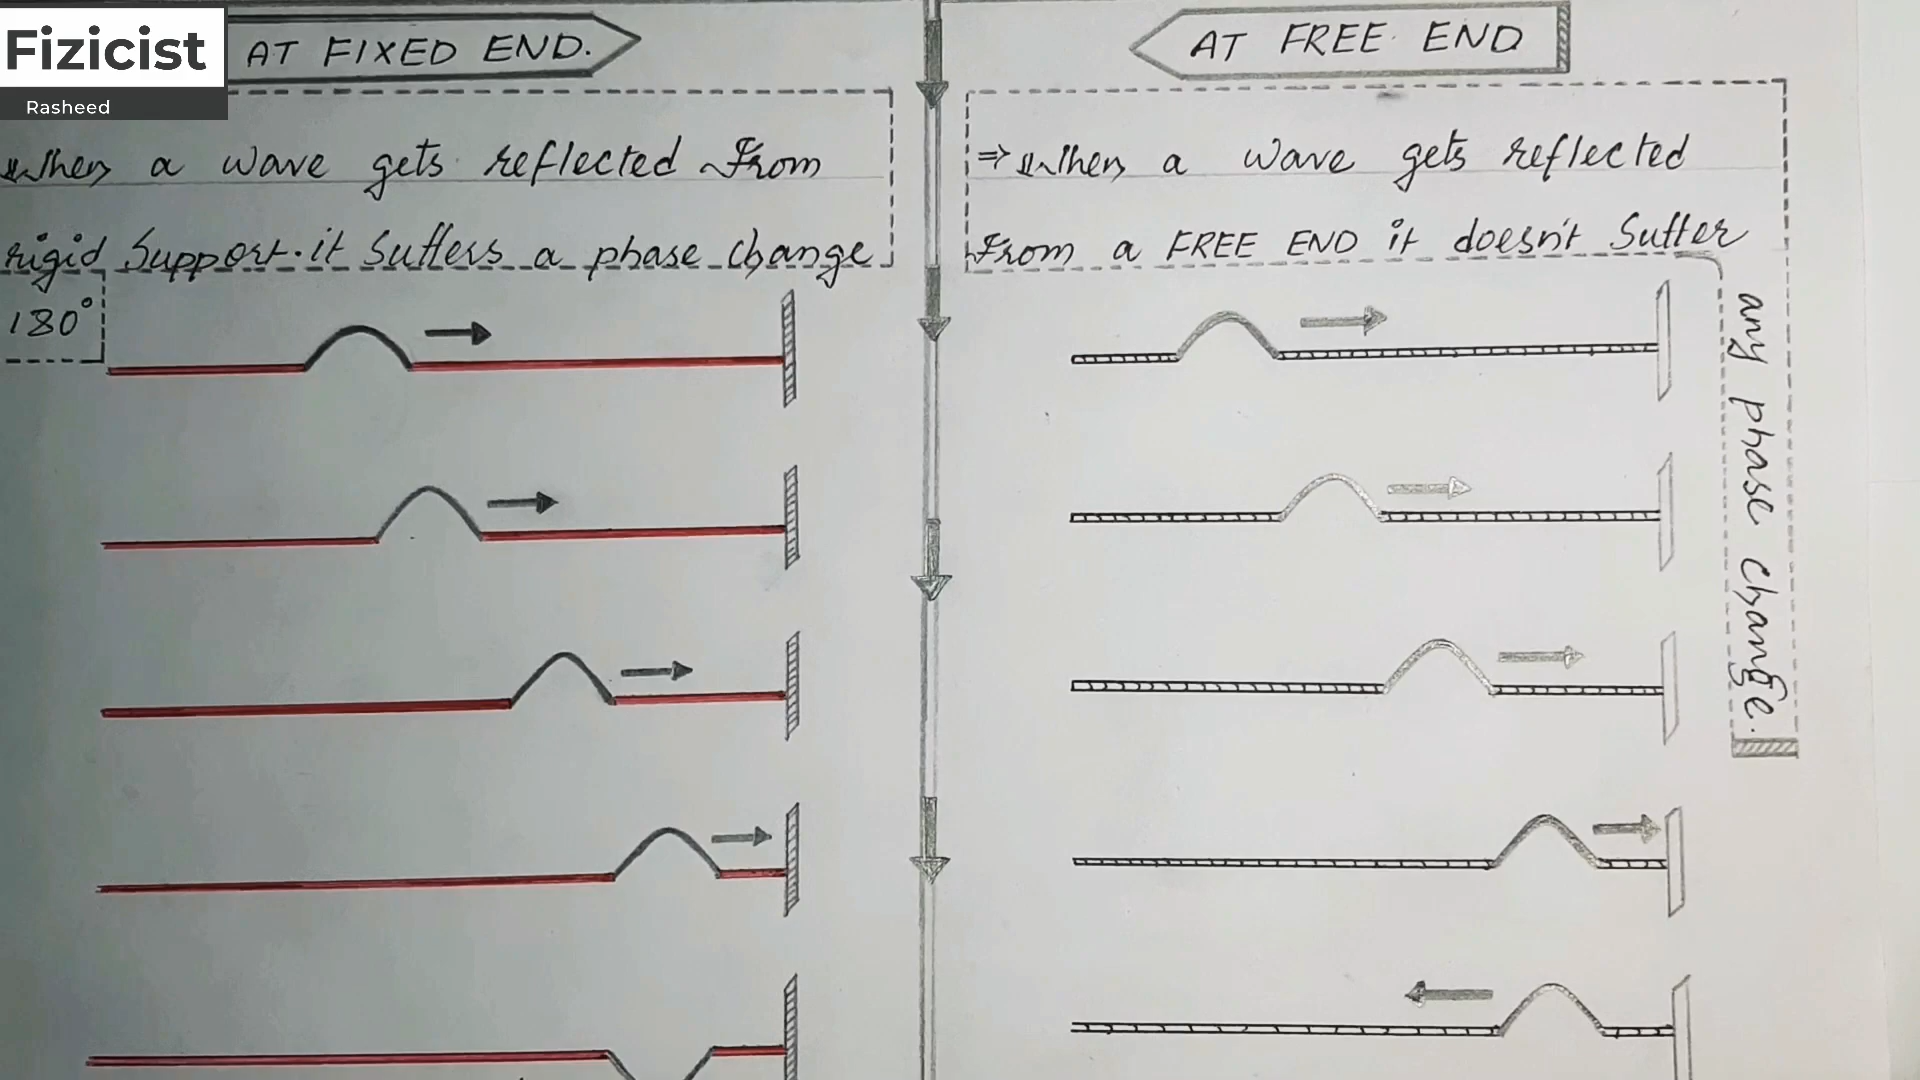 Fizicist
Rasheed
AT FIXED END.
When a wave gets reflected from
rigid support. it suffers a phase change
180°
AT FREE END
⇒ When a wave gets reflected
from a FREE END it doesn't suffer
any phase change.